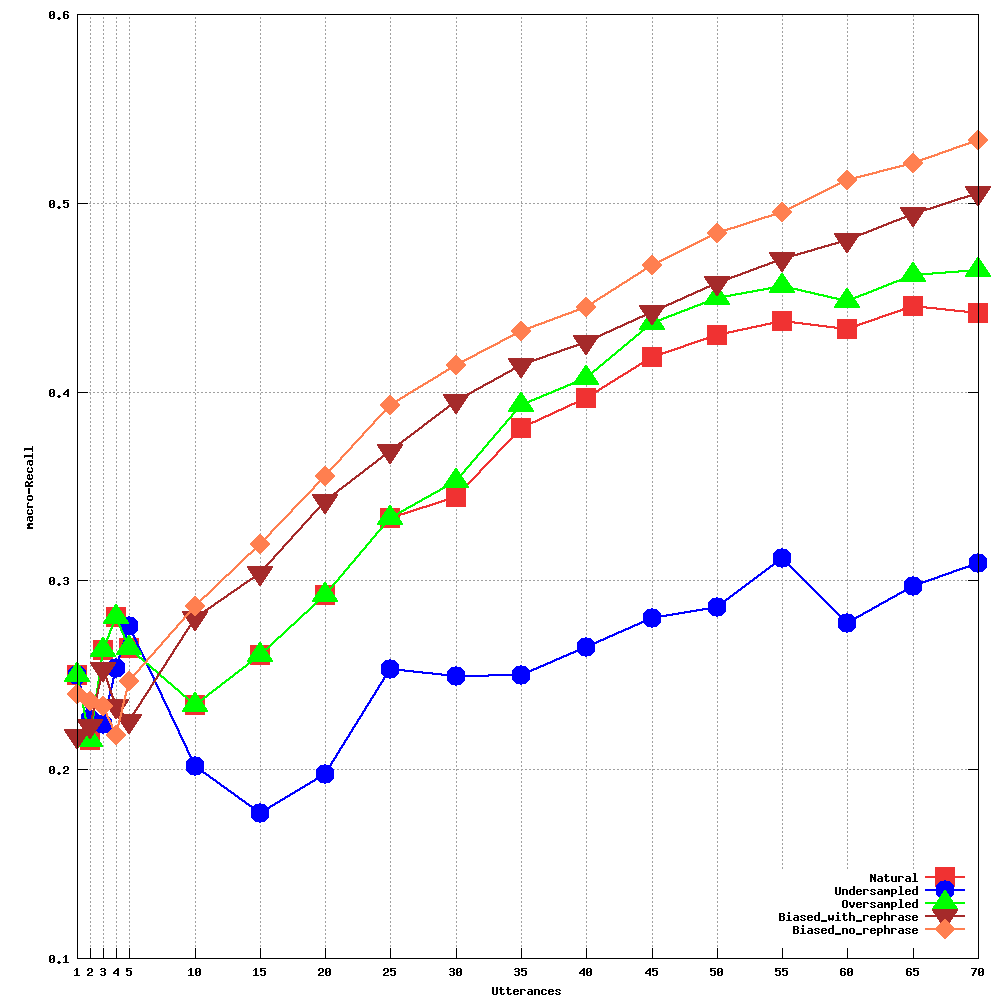 0.6
0.5
0.4
0.3
0.2
0.1
macro-Recall
Natural
Undersampled
Oversampled
Biased_with_rephrase
Biased_no_rephrase
1 2 3 4 5 10 15 20 25 30 35 40 45 50 55 60 65 70
Utterances